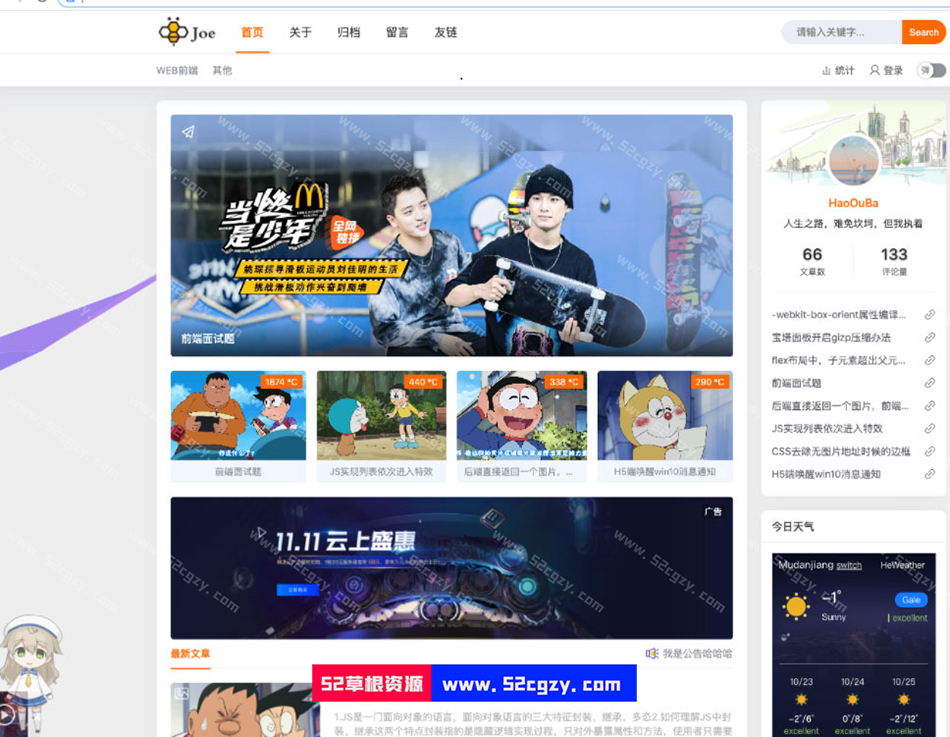 Joe
首页
关于
归档
留言
友链
请输入关键字...
Search
WEB前端
其他
统计
登录
弹
当燃
是少年
全网
独播
姚琛探寻滑板运动员刘佳明的生活
挑战滑板动作兴奋到爬墙
前端面试题
1874 °C
440 °C
338 °C
290 °C
前端面试题
JS实现列表依次进入特效
后端直接返回一个图片，...
H5端唤醒win10消息通知
广告
11.11 云上盛惠
最新文章
我是公告哈哈哈
1.JS是一门面向对象的语言，面向对象语言的三大特征封装、继承、多态2.如何理解JS中封
装、继承这两个特点封装指的是隐藏逻辑实现过程，只对外暴露属性和方法，使用者只需要
HaoOuBa
人生之路，难免坎坷，但我执着
66
文章数
133
评论量
-webkit-box-orient属性编译...
宝塔面板开启gizp压缩办法
flex布局中，子元素超出父元...
前端面试题
后端直接返回一个图片，前端...
JS实现列表依次进入特效
CSS去除无图片地址时候的边框
H5端唤醒win10消息通知
今日天气
Mudanjiang switch
HeWeather
-1°
Sunny
Gale
excellent
10/23
10/24
10/25
-2°/6°
0°/8°
-2°/12°
excellent
excellent
excellent
52草根资源
www.52cgzy.com
www.52cgzy.com